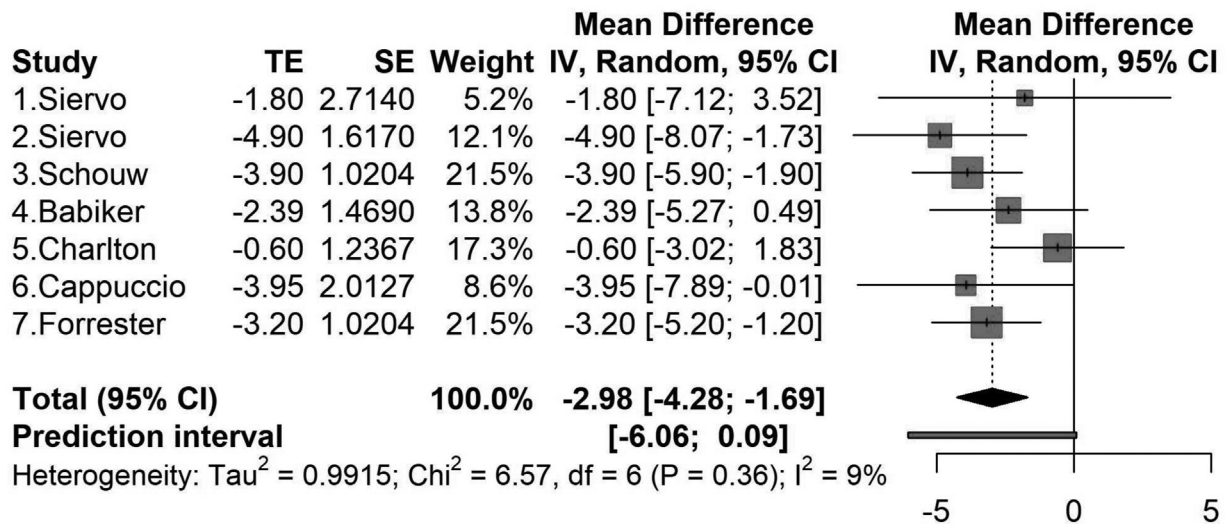 Mean Difference Mean Difference
Study TE SE Weight IV, Random, 95% CI IV, Random, 95% CI
1.Siervo -1.80 2.7140 5.2% -1.80 [-7.12; 3.52]
2.Siervo -4.90 1.6170 12.1% -4.90 [-8.07; -1.73]
3.Schouw -3.90 1.0204 21.5% -3.90 [-5.90; -1.90]
4.Babiker -2.39 1.4690 13.8% -2.39 [-5.27; 0.49]
5.Charlton -0.60 1.2367 17.3% -0.60 [-3.02; 1.83]
6.Cappuccio -3.95 2.0127 8.6% -3.95 [-7.89; -0.01]
7.Forrester -3.20 1.0204 21.5% -3.20 [-5.20; -1.20]
Total (95% CI) 100.0% -2.98 [-4.28; -1.69]
Prediction interval [-6.06; 0.09]
Heterogeneity: Tau² = 0.9915; Chi² = 6.57, df = 6 (P = 0.36); I² = 9%
-5 0 5